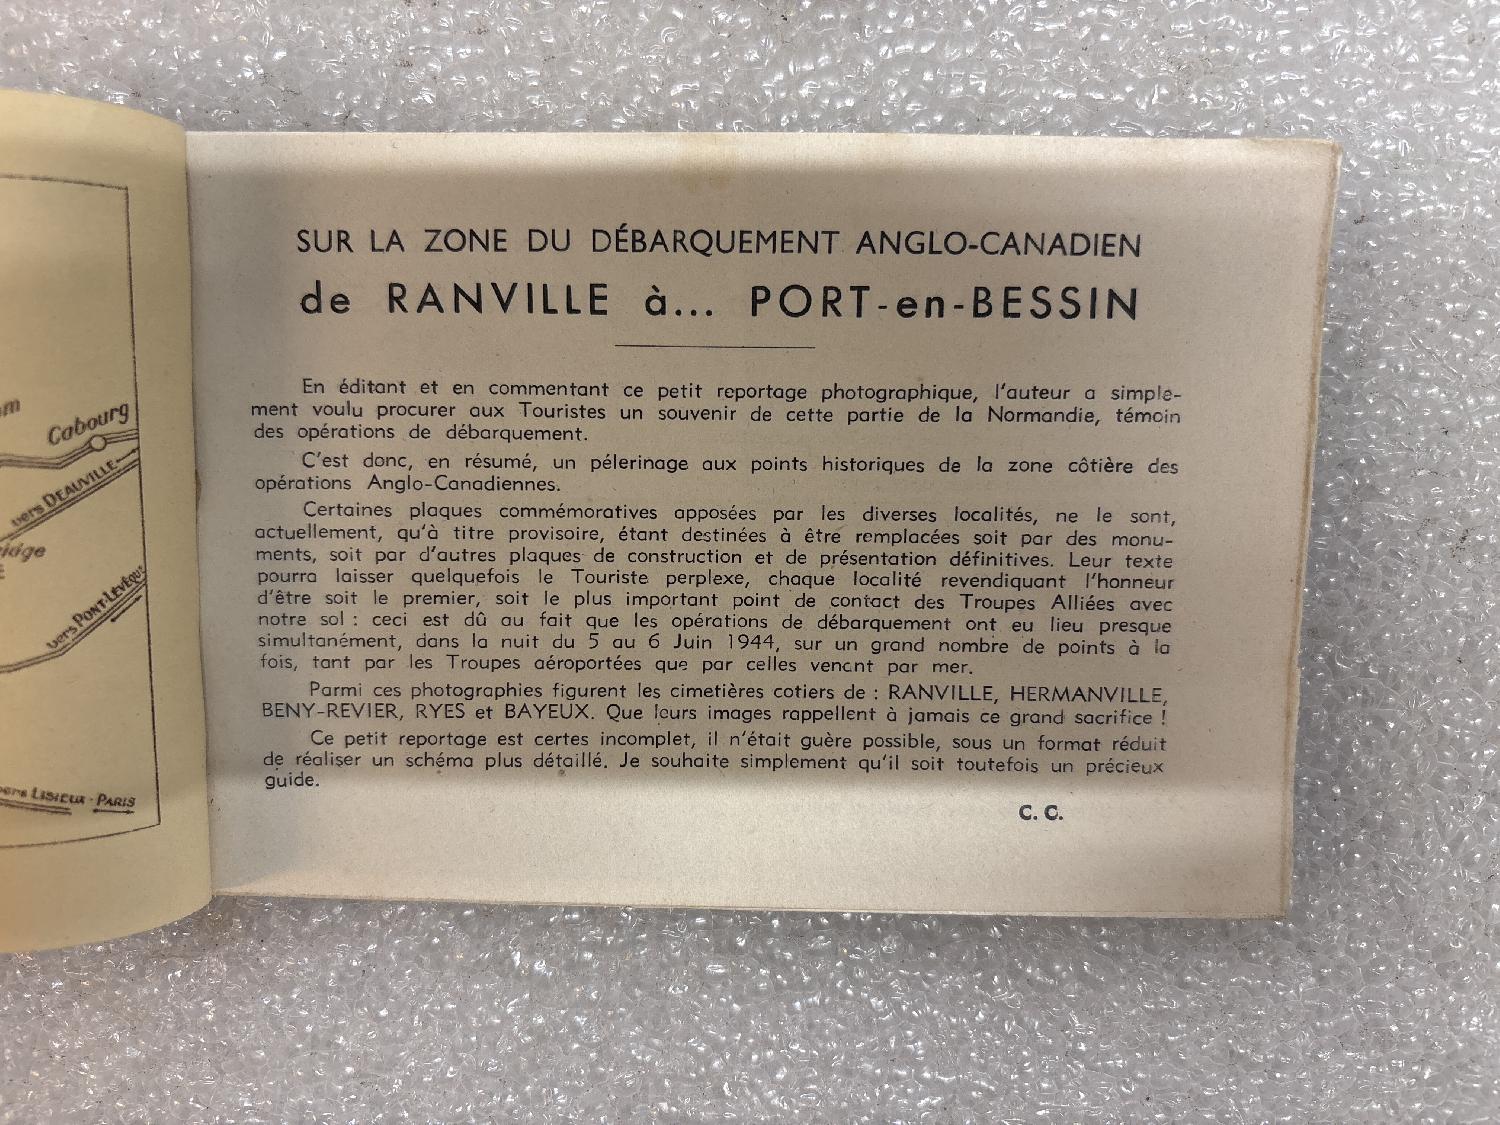 Cabourg
vers DEAUVILLE
vers PONT-LÉVÊQUE
vers LISIEUX - PARIS
SUR LA ZONE DU DÉBARQUEMENT ANGLO-CANADIEN
de RANVILLE à... PORT-en-BESSIN
En éditant et en commentant ce petit reportage photographique, l'auteur a simple-
ment voulu procurer aux Touristes un souvenir de cette partie de la Normandie, témoin
des opérations de débarquement.
C'est donc, en résumé, un pélerinage aux points historiques de la zone côtière des
opérations Anglo-Canadiennes.
Certaines plaques commémoratives apposées par les diverses localités, ne le sont,
actuellement, qu'à titre provisoire, étant destinées à être remplacées soit par des monu-
ments, soit par d'autres plaques de construction et de présentation définitives. Leur texte
pourra laisser quelquefois le Touriste perplexe, chaque localité revendiquant l'honneur
d'être soit le premier, soit le plus important point de contact des Troupes Alliées avec
notre sol : ceci est dû au fait que les opérations de débarquement ont eu lieu presque
simultanément, dans la nuit du 5 au 6 Juin 1944, sur un grand nombre de points à la
fois, tant par les Troupes aéroportées que par celles venant par mer.
Parmi ces photographies figurent les cimetières cotiers de : RANVILLE, HERMANVILLE,
BENY-REVIER, RYES et BAYEUX. Que leurs images rappellent à jamais ce grand sacrifice !
Ce petit reportage est certes incomplet, il n'était guère possible, sous un format réduit
de réaliser un schéma plus détaillé. Je souhaite simplement qu'il soit toutefois un précieux
guide.
C. C.